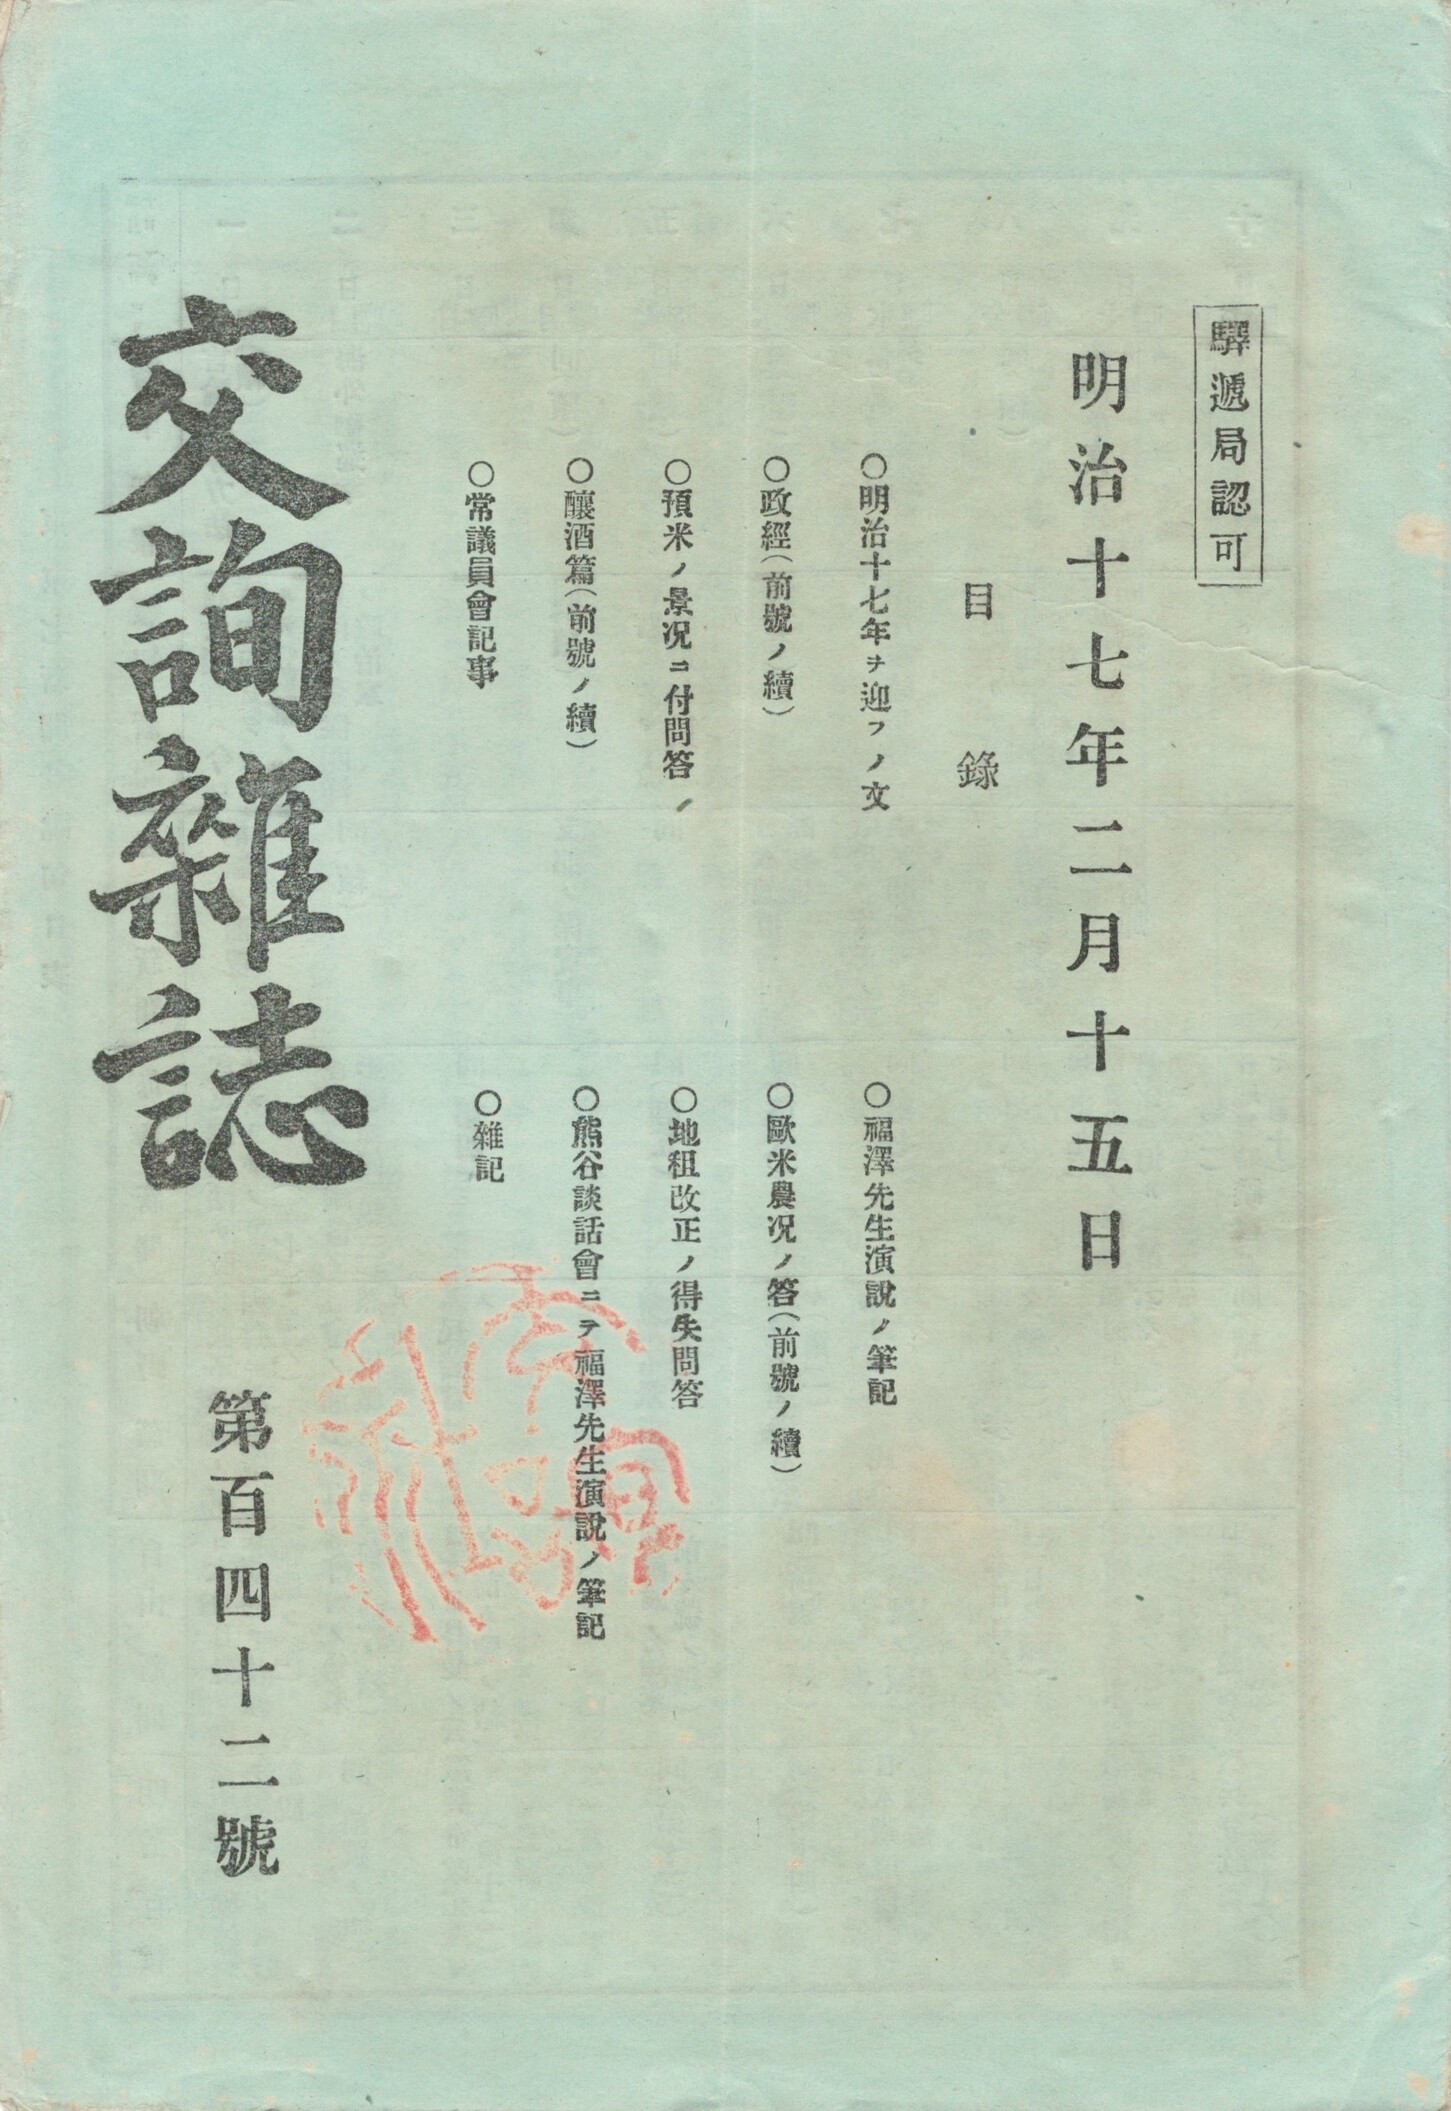 驛遞局認可
明治十七年二月十五日
目錄
○明治十七年ヲ迎フノ文
○福澤先生演說ノ筆記
○政經（前號ノ續）
○歐米農况ノ答（前號ノ續）
○預米ノ景况ニ付問答
○地租改正ノ得失問答
○釀酒篇（前號ノ續）
○熊谷談話會ニテ福澤先生演說ノ筆記
○常議員會記事
○雜記
交詢雜誌
第百四十二號